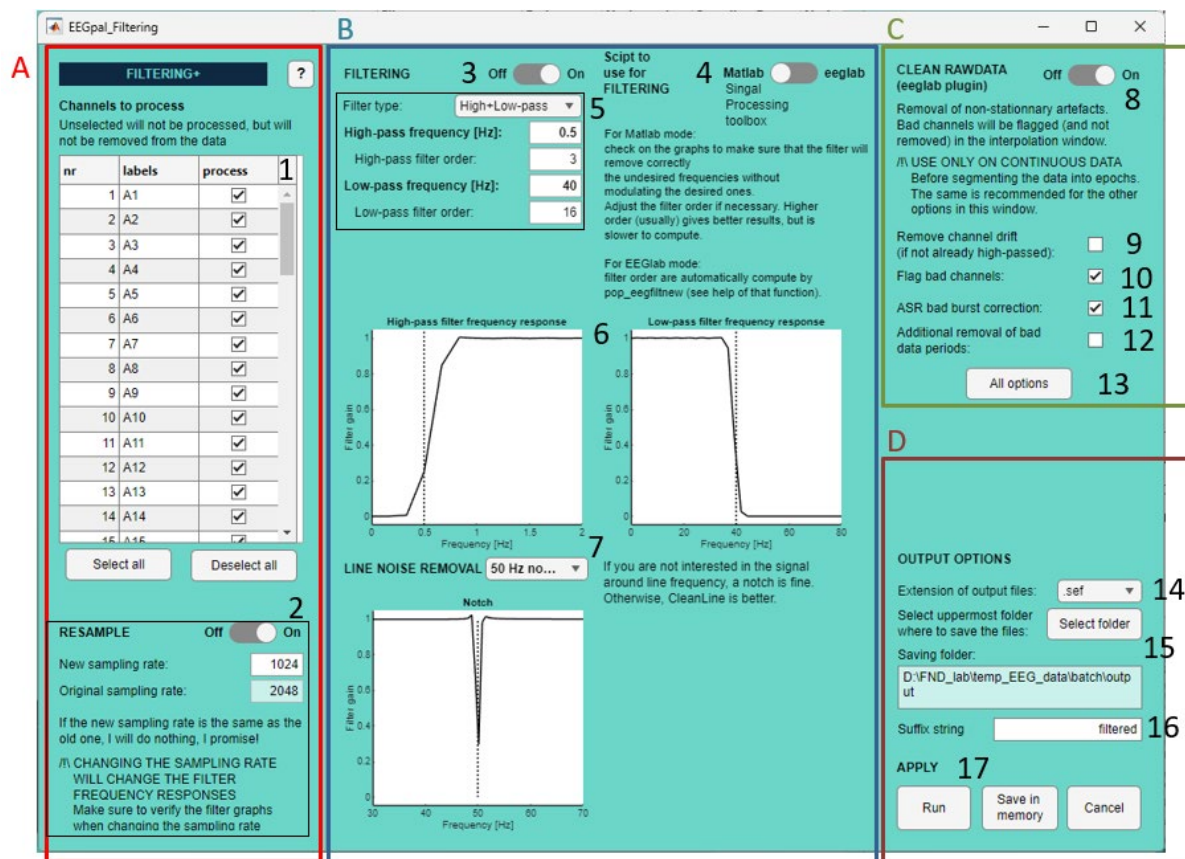 EEGpal_Filtering
A
FILTERING+
?
Channels to process
Unselected will not be processed, but will
not be removed from the data
nr labels process 1
1 A1
2 A2
3 A3
4 A4
5 A5
6 A6
7 A7
8 A8
9 A9
10 A10
11 A11
12 A12
13 A13
14 A14
15 A15
Select all Deselect all
2
RESAMPLE Off On
New sampling rate: 1024
Original sampling rate: 2048
If the new sampling rate is the same as the
old one, I will do nothing, I promise!
/!\ CHANGING THE SAMPLING RATE
WILL CHANGE THE FILTER
FREQUENCY RESPONSES
Make sure to verify the filter graphs
when changing the sampling rate
B
FILTERING 3 Off On
Filter type: High+Low-pass 5
High-pass frequency [Hz]: 0.5
High-pass filter order: 3
Low-pass frequency [Hz]: 40
Low-pass filter order: 16
Scipt to
use for
FILTERING
4 Matlab eeglab
Singal
Processing
toolbox
For Matlab mode:
check on the graphs to make sure that the filter will
remove correctly
the undesired frequencies without
modulating the desired ones.
Adjust the filter order if necessary. Higher
order (usually) gives better results, but is
slower to compute.
For EEGlab mode:
filter order are automatically compute by
pop_eegfiltnew (see help of that function).
High-pass filter frequency response
1
0.8
0.6
0.4
0.2
0
Filter gain
0 0.5 1 1.5 2
Frequency [Hz]
6
Low-pass filter frequency response
1
0.8
0.6
0.4
0.2
0
Filter gain
0 20 40 60 80
Frequency [Hz]
7
LINE NOISE REMOVAL 50 Hz no...
If you are not interested in the signal
around line frequency, a notch is fine.
Otherwise, CleanLine is better.
Notch
1
0.8
0.6
0.4
0.2
0
Filter gain
30 40 50 60 70
Frequency [Hz]
C
CLEAN RAWDATA Off On
(eeglab plugin) 8
Removal of non-stationnary artefacts.
Bad channels will be flagged (and not
removed) in the interpolation window.
/!\ USE ONLY ON CONTINUOUS DATA
Before segmenting the data into epochs.
The same is recommended for the other
options in this window.
Remove channel drift
(if not already high-passed): 9
Flag bad channels: 10
ASR bad burst correction: 11
Additional removal of bad
data periods: 12
All options 13
D
OUTPUT OPTIONS
Extension of output files: .sef 14
Select uppermost folder
where to save the files: Select folder
15
Saving folder:
D:\FND_lab\temp_EEG_data\batch\outp
ut
Suffix string filtered 16
APPLY 17
Run Save in
memory Cancel